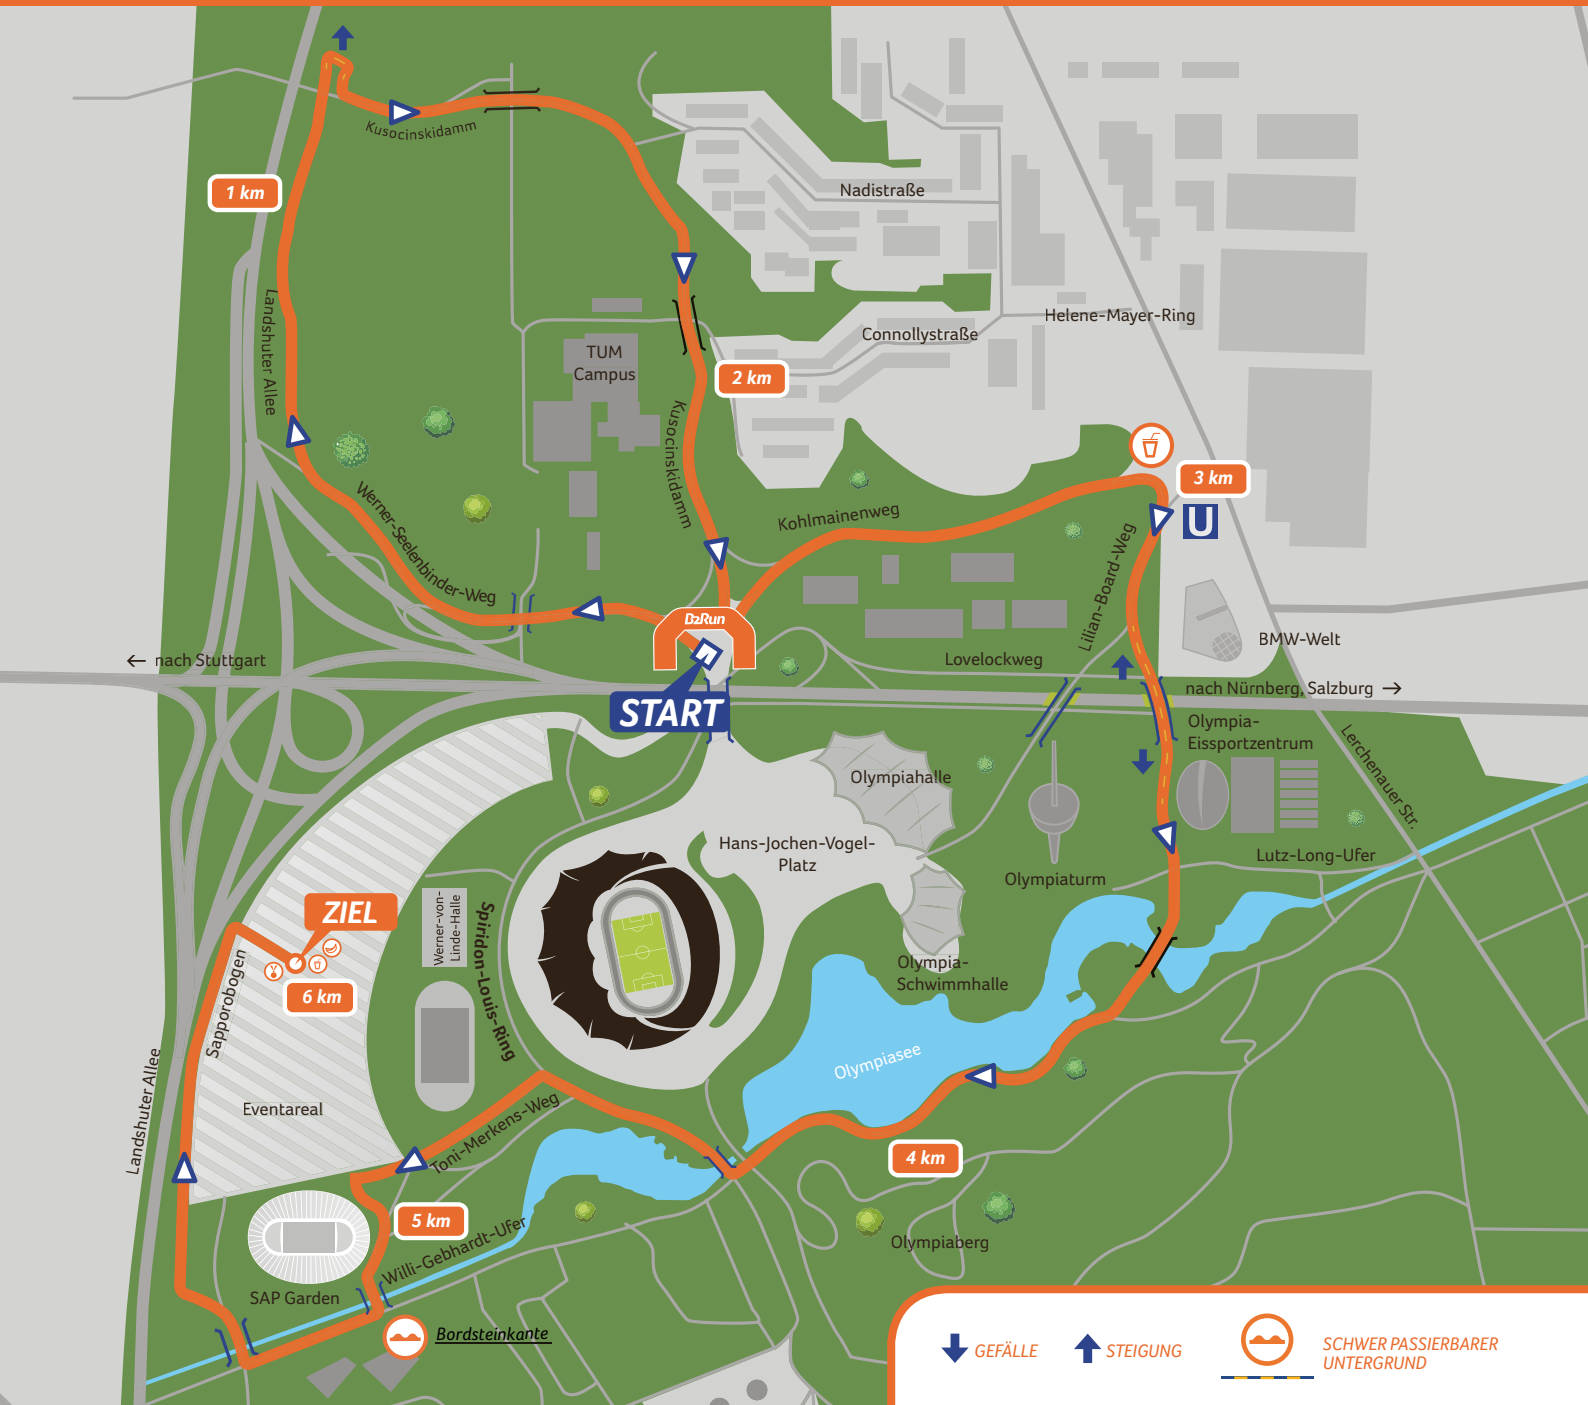 Kusocinskidamm
1 km
Nadistraße
Landshuter Allee
Helene-Mayer-Ring
Connollystraße
TUM
Campus
2 km
Kusocinskidamm
3 km
U
Kohlmainenweg
Werner-Seelenbinder-Weg
Lilian-Board-Weg
D2Run
BMW-Welt
← nach Stuttgart
Lovelockweg
nach Nürnberg, Salzburg →
START
Olympia-
Eissportzentrum
Lerchenauer Str.
Olympiahalle
Hans-Jochen-Vogel-
Platz
Lutz-Long-Ufer
Olympiaturm
ZIEL
Werner-von-
Linde-Halle
Spiridon-Louis-Ring
Olympia-
Schwimmhalle
6 km
Sapporobogen
Olympiasee
Landshuter Allee
Eventareal
Toni-Merkens-Weg
4 km
5 km
Olympiaberg
Willi-Gebhardt-Ufer
SAP Garden
Bordsteinkante
GEFÄLLE
STEIGUNG
SCHWER PASSIERBARER
UNTERGRUND